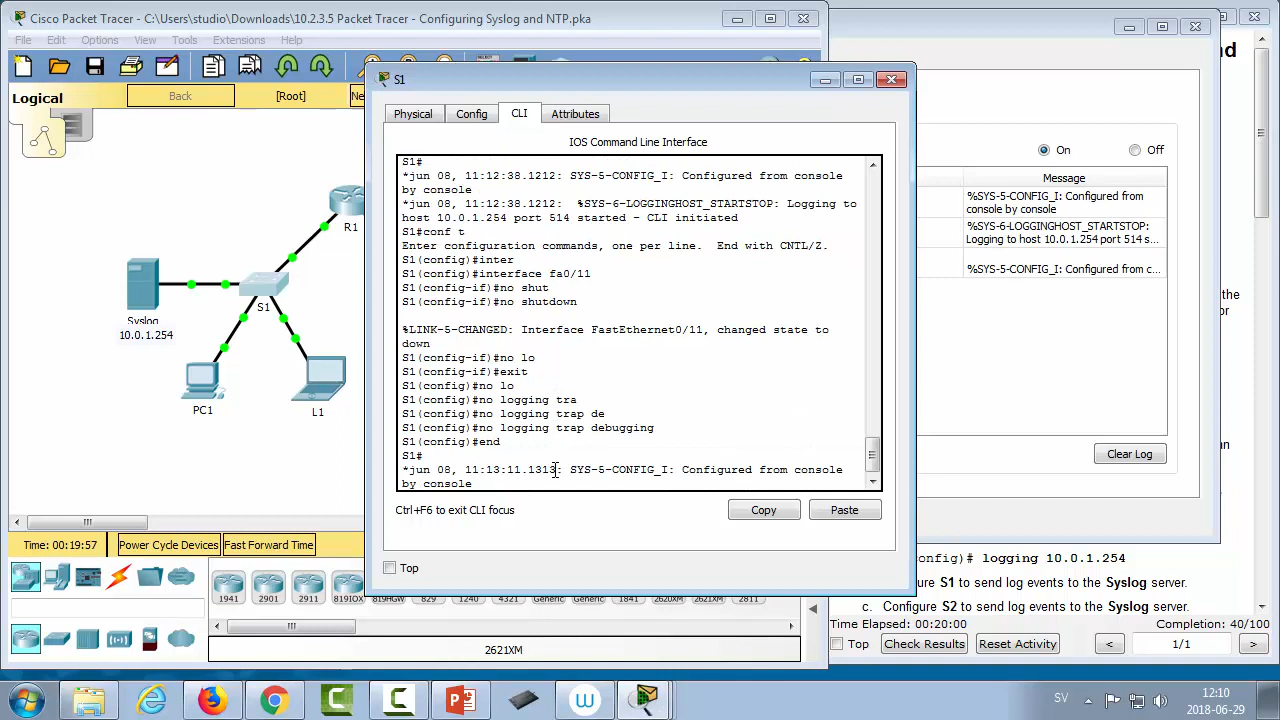 Cisco Packet Tracer - C:\Users\studio\Downloads\10.2.3.5 Packet Tracer - Configuring Syslog and NTP.pka
File Edit Options View Tools Extensions Help
Logical
Back
[Root]
S1
Physical Config CLI Attributes
IOS Command Line Interface
S1#
*jun 08, 11:12:38.1212: SYS-5-CONFIG_I: Configured from console
by console
*jun 08, 11:12:38.1212: %SYS-6-LOGGINGHOST_STARTSTOP: Logging to
host 10.0.1.254 port 514 started - CLI initiated
S1#conf t
Enter configuration commands, one per line. End with CNTL/Z.
S1(config)#inter
S1(config)#interface fa0/11
S1(config-if)#no shut
S1(config-if)#no shutdown
%LINK-5-CHANGED: Interface FastEthernet0/11, changed state to
down
S1(config-if)#no lo
S1(config-if)#exit
S1(config)#no lo
S1(config)#no logging tra
S1(config)#no logging trap de
S1(config)#no logging trap debugging
S1(config)#end
S1#
*jun 08, 11:13:11.1313: SYS-5-CONFIG_I: Configured from console
by console
Ctrl+F6 to exit CLI focus
Copy
Paste
Top
R1
S1
Syslog
10.0.1.254
PC1
L1
On
Off
Message
%SYS-5-CONFIG_I: Configured from
console by console
%SYS-6-LOGGINGHOST_STARTSTOP:
Logging to host 10.0.1.254 port 514 s...
%SYS-5-CONFIG_I: Configured from c...
Clear Log
Time: 00:19:57
Power Cycle Devices
Fast Forward Time
1941 2901 2911 819IOX 819HGW 829 1240 4321 Generic Generic 1841 2620XM 2621XM 2811
2621XM
onfig)# logging 10.0.1.254
ure S1 to send log events to the Syslog server.
c. Configure S2 to send log events to the Syslog server.
Time Elapsed: 00:20:00
Completion: 40/100
Top
Check Results
Reset Activity
<
1/1
>
SV
12:10
2018-06-29